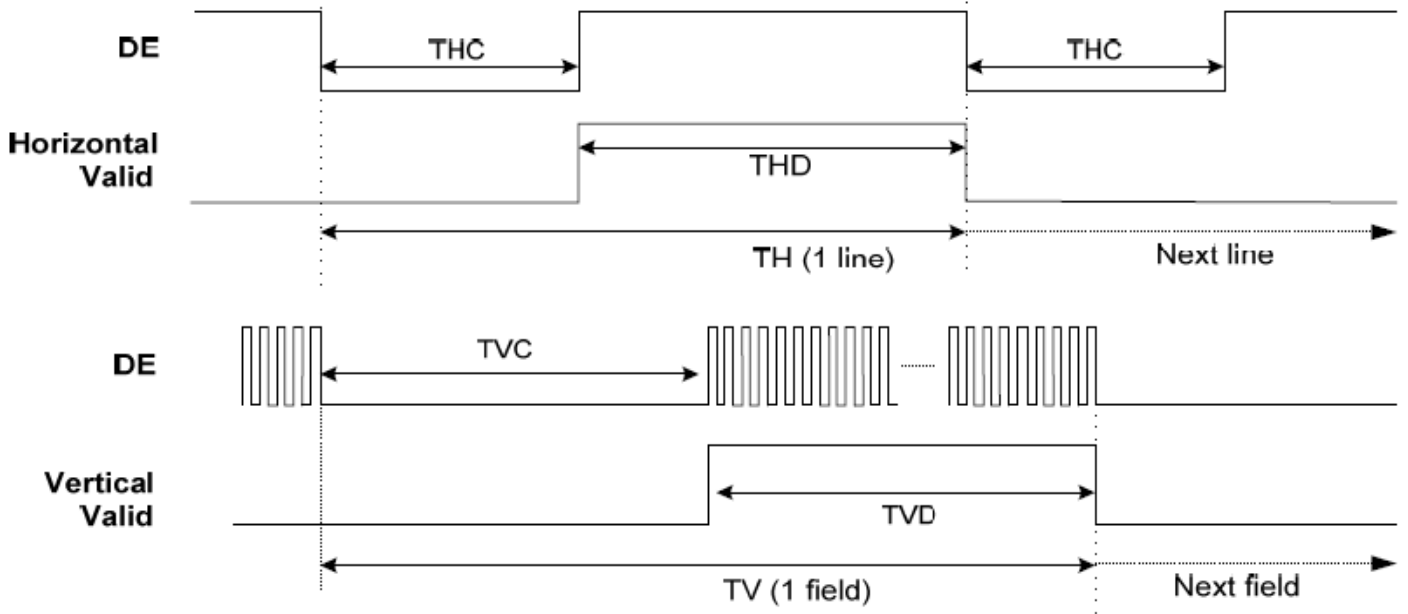 DE
THC
THC
Horizontal
Valid
THD
TH (1 line)
Next line
DE
TVC
Vertical
Valid
TVD
TV (1 field)
Next field